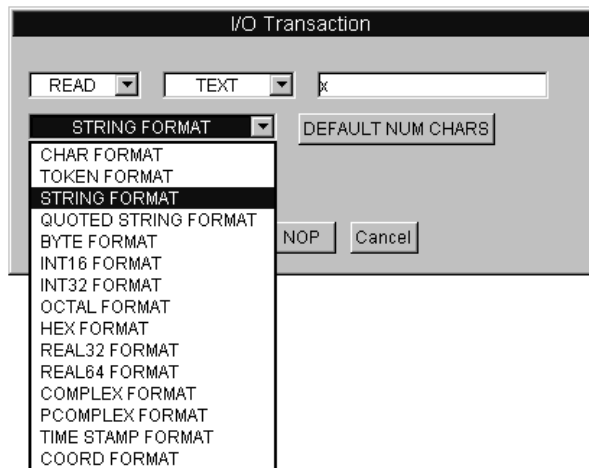 I/O Transaction
READ TEXT x
STRING FORMAT DEFAULT NUM CHARS
CHAR FORMAT
TOKEN FORMAT
STRING FORMAT
QUOTED STRING FORMAT
BYTE FORMAT NOP Cancel
INT16 FORMAT
INT32 FORMAT
OCTAL FORMAT
HEX FORMAT
REAL32 FORMAT
REAL64 FORMAT
COMPLEX FORMAT
PCOMPLEX FORMAT
TIME STAMP FORMAT
COORD FORMAT